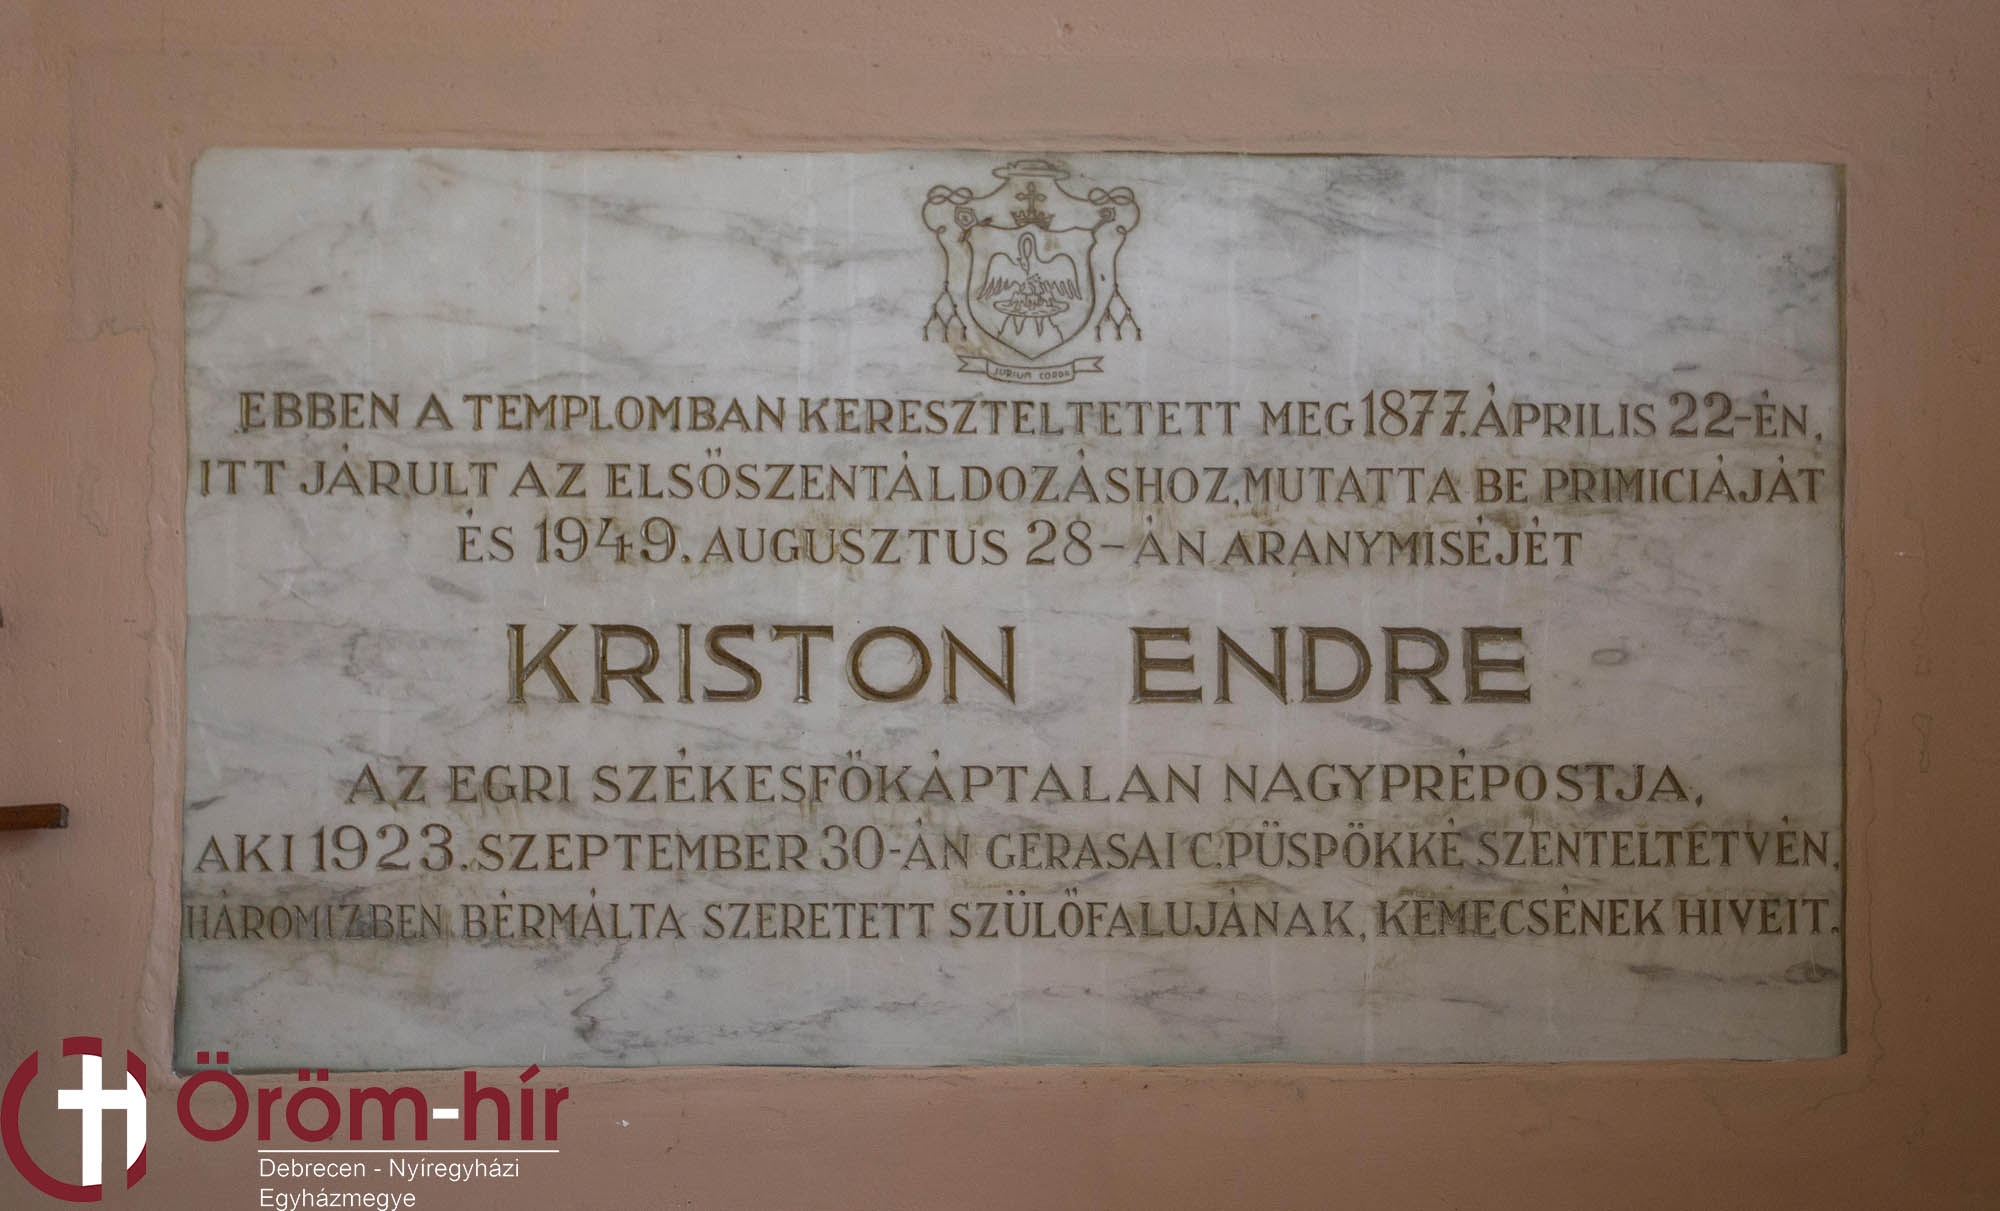 SURSUM CORDA
EBBEN A TEMPLOMBAN KERESZTELTETETT MEG 1877. ÁPRILIS 22-ÉN,
ITT JÁRULT AZ ELSŐSZENTÁLDOZÁSHOZ, MUTATTA BE PRIMICIÁJÁT
ÉS 1949. AUGUSZTUS 28-ÁN ARANYMISÉJÉT
KRISTON ENDRE
AZ EGRI SZÉKESFŐKÁPTALAN NAGYPRÉPOSTJA,
AKI 1923. SZEPTEMBER 30-ÁN GERASAI C. PÜSPÖKKÉ SZENTELTETVÉN,
HÁROMIZBEN BÉRMÁLTA SZERETETT SZÜLŐFALUJÁNAK, KEMECSÉNEK HIVEIT.
Öröm-hír
Debrecen - Nyíregyházi
Egyházmegye